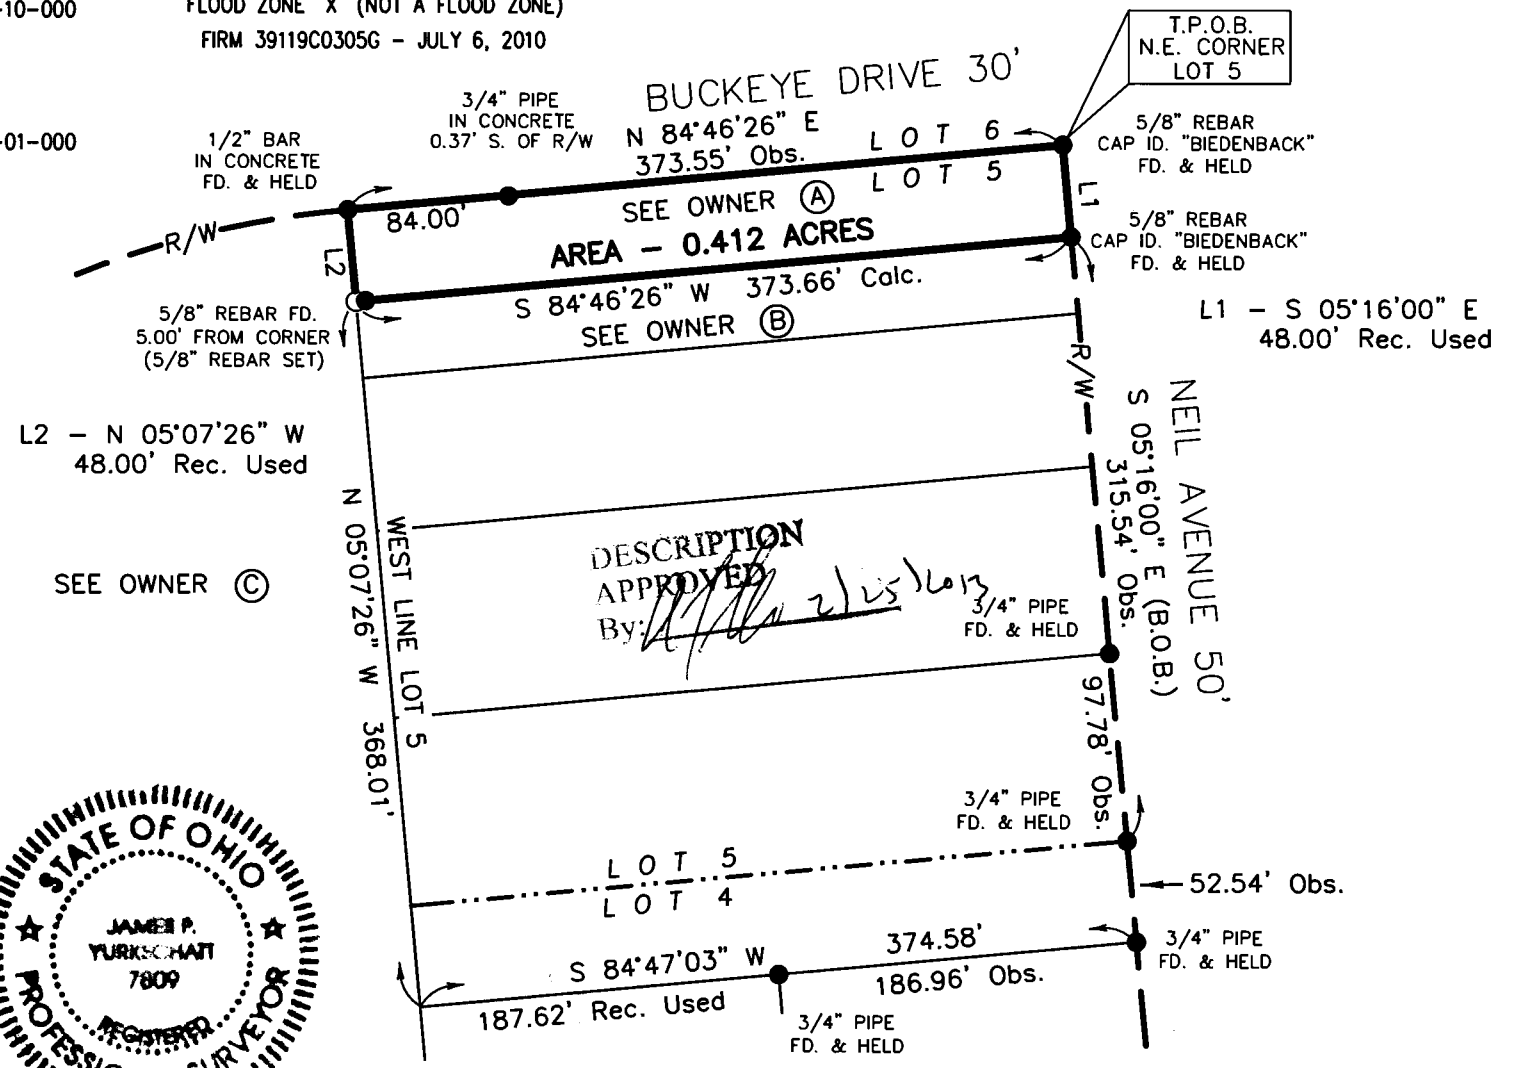 -10-000
FLOOD ZONE "X" (NOT A FLOOD ZONE)
FIRM 39119C0305G - JULY 6, 2010
T.P.O.B.
N.E. CORNER
LOT 5
BUCKEYE DRIVE 30'
3/4" PIPE
IN CONCRETE
0.37' S. OF R/W
-01-000
1/2" BAR
IN CONCRETE
FD. & HELD
N 84°46'26" E
373.55' Obs.
LOT 6
LOT 5
5/8" REBAR
CAP ID. "BIEDENBACK"
FD. & HELD
L1
R/W
84.00'
SEE OWNER (A)
AREA - 0.412 ACRES
L2
5/8" REBAR
CAP ID. "BIEDENBACK"
FD. & HELD
S 84°46'26" W 373.66' Calc.
SEE OWNER (B)
5/8" REBAR FD.
5.00' FROM CORNER
(5/8" REBAR SET)
L1 - S 05°16'00" E
48.00' Rec. Used
R/W
L2 - N 05°07'26" W
48.00' Rec. Used
NEIL AVENUE 50'
S 05°16'00" E (B.O.B.)
315.54' Obs.
N 05°07'26" W 368.01'
WEST LINE LOT 5
SEE OWNER (C)
DESCRIPTION
APPROVED
By: 2/25/2013
3/4" PIPE
FD. & HELD
97.78' Obs.
3/4" PIPE
FD. & HELD
LOT 5
LOT 4
52.54' Obs.
S 84°47'03" W 374.58'
187.62' Rec. Used
186.96' Obs.
3/4" PIPE
FD. & HELD
3/4" PIPE
FD. & HELD
STATE OF OHIO
JAMES P.
YURKSCHATT
7809
REGISTERED
PROFESSIONAL SURVEYOR